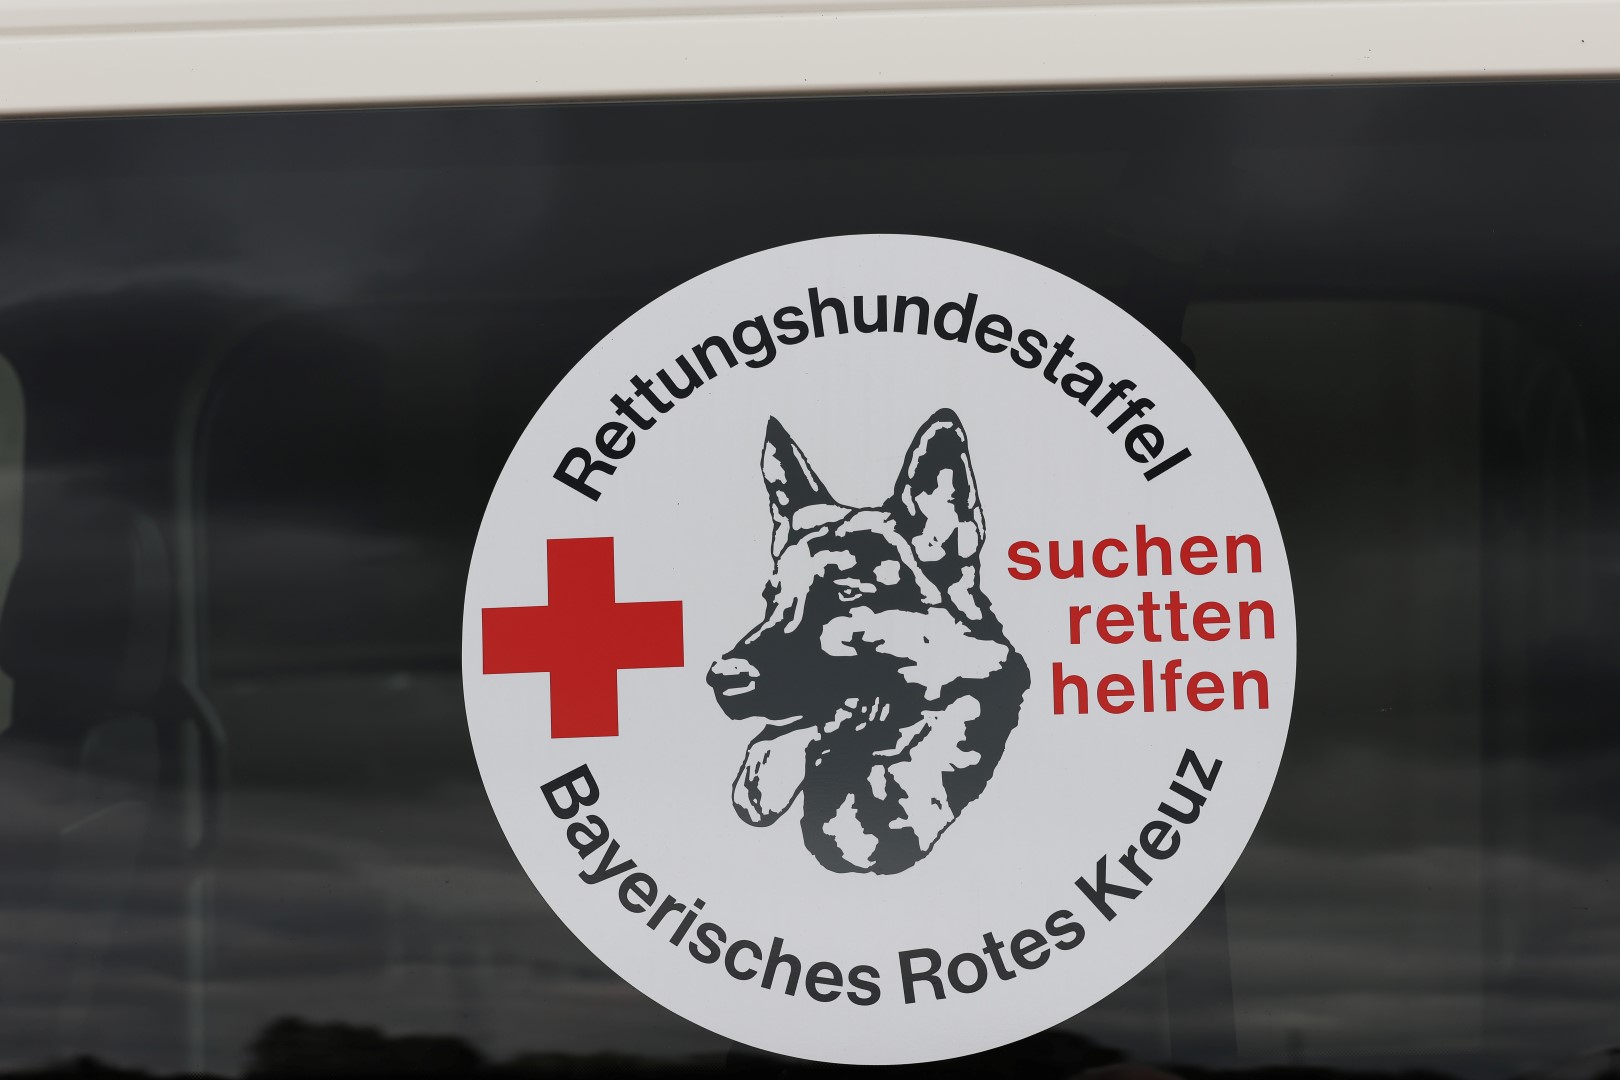 Rettungshundestaffel
suchen
retten
helfen
Bayerisches Rotes Kreuz